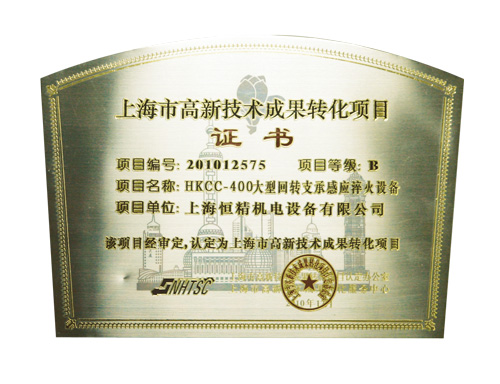 上海市高新技术成果转化项目
证书
项目编号: 201012575 项目等级: B
项目名称: HKCC-400大型回转支承感应淬火设备
项目单位: 上海恒精机电设备有限公司
该项目经审定,认定为上海市高新技术成果转化项目
SNHTSC